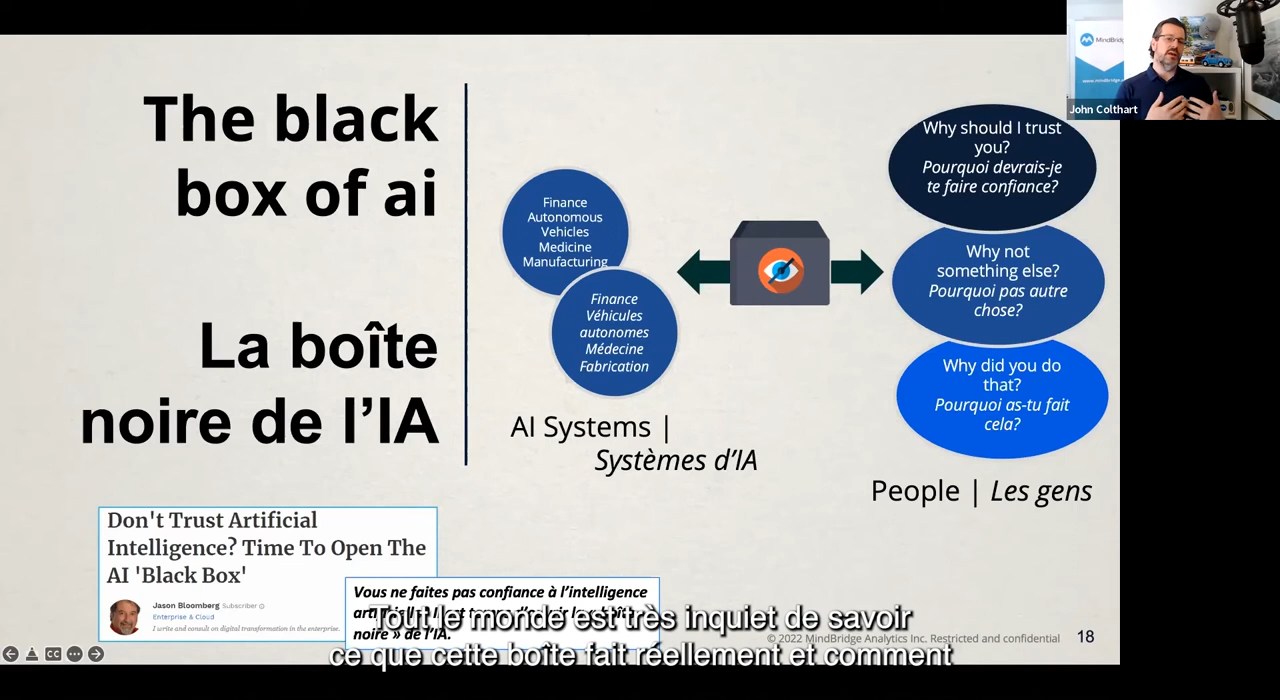 The black
box of ai
La boîte
noire de l’IA
Finance
Autonomous
Vehicles
Medicine
Manufacturing
Finance
Véhicules
autonomes
Médecine
Fabrication
AI Systems |
Systèmes d’IA
Why should I trust
you?
Pourquoi devrais-je
te faire confiance?
Why not
something else?
Pourquoi pas autre
chose?
Why did you do
that?
Pourquoi as-tu fait
cela?
People | Les gens
MindBridg
John Colthart
Don't Trust Artificial
Intelligence? Time To Open The
AI 'Black Box'
Jason Bloomberg Subscriber
Enterprise & Cloud
I write and consult on digital transformation in the enterprise.
Vous ne faites pas confiance à l’intelligence
noire » de l’IA.
Tout le monde est très inquiet de savoir
ce que cette boîte fait réellement et comment
© 2022 MindBridge Analytics Inc. Restricted and confidential 18
CC